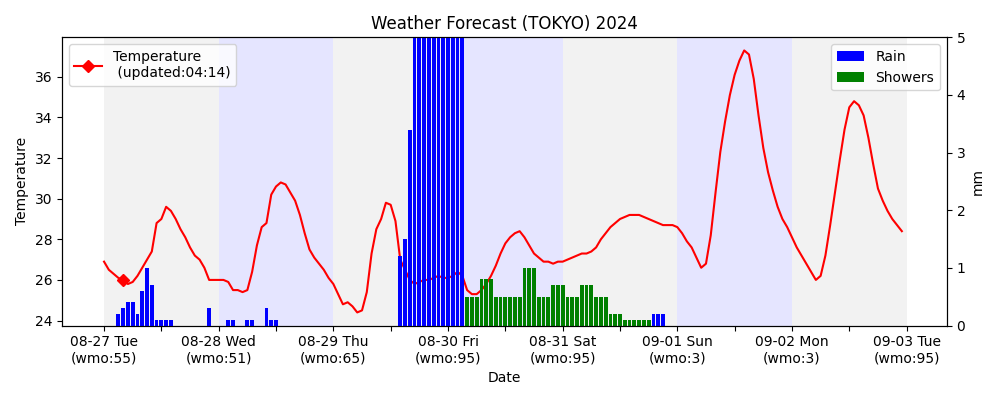 Weather Forecast (TOKYO) 2024
Temperature
(updated:04:14)
Rain
Showers
Temperature
36
34
32
30
28
26
24
5
4
3
2
1
0
mm
08-27 Tue
(wmo:55)
08-28 Wed
(wmo:51)
08-29 Thu
(wmo:65)
08-30 Fri
(wmo:95)
08-31 Sat
(wmo:95)
09-01 Sun
(wmo:3)
09-02 Mon
(wmo:3)
09-03 Tue
(wmo:95)
Date